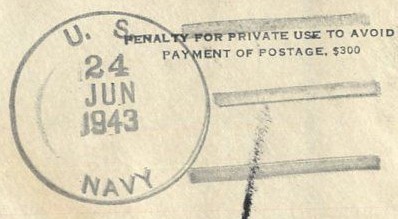 U. S.
24
JUN
1943
NAVY
PENALTY FOR PRIVATE USE TO AVOID
PAYMENT OF POSTAGE, $300